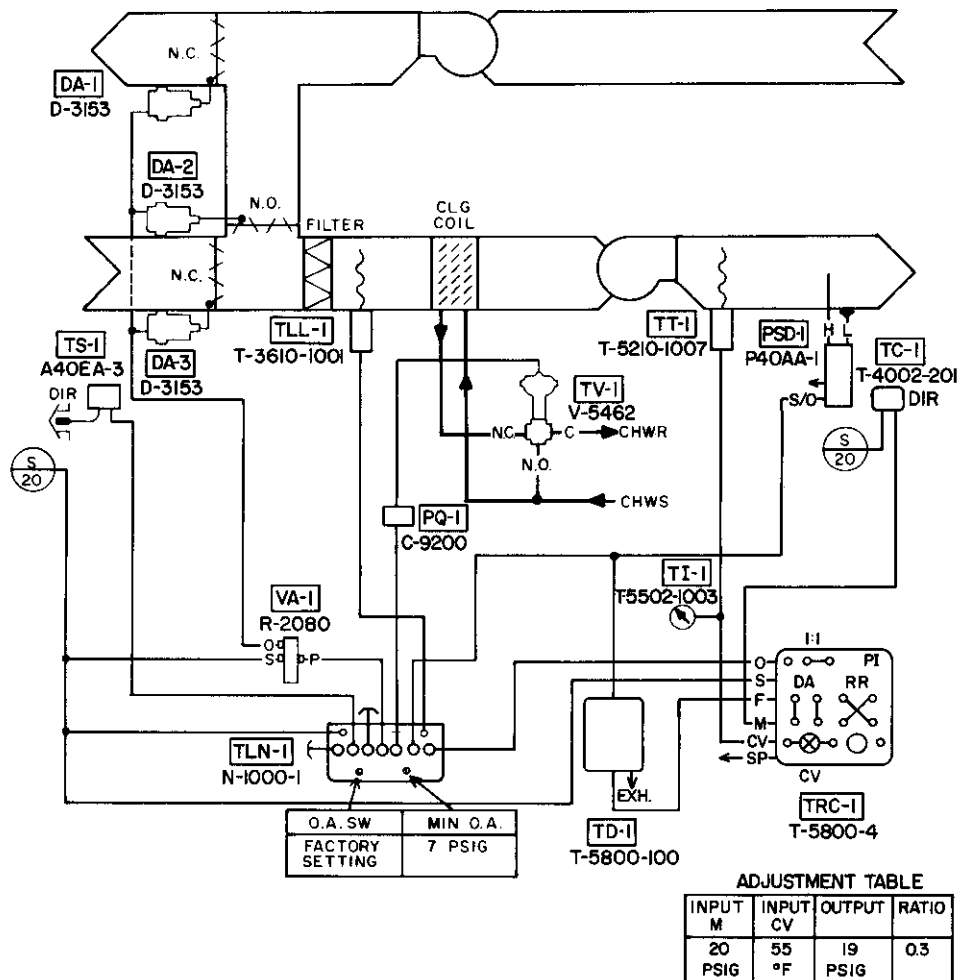 N.C.
DA-1
D-3153
DA-2
D-3153
N.O.
FILTER
CLG
COIL
N.C.
TS-1
A40EA-3
DA-3
D-3153
TLL-1
T-3610-1001
TT-1
T-5210-1007
PSD-1
P40AA-1
H
L
TC-1
T-4002-201
DIR
DIR
TV-1
V-5462
S/O
N.C.
C
CHWR
S
20
S
20
N.O.
CHWS
PQ-1
C-9200
TI-1
T5502-1003
VA-1
R-2080
O
S
P
1:1
PI
O
S
DA
RR
F
M
CV
SP
CV
TLN-1
N-1000-1
EXH.
TRC-1
T-5800-4
TD-1
T-5800-100
O.A. SW
MIN O.A.
FACTORY
SETTING
7 PSIG
ADJUSTMENT TABLE
INPUT
M
INPUT
CV
OUTPUT
RATIO
20
PSIG
55
°F
19
PSIG
0.3